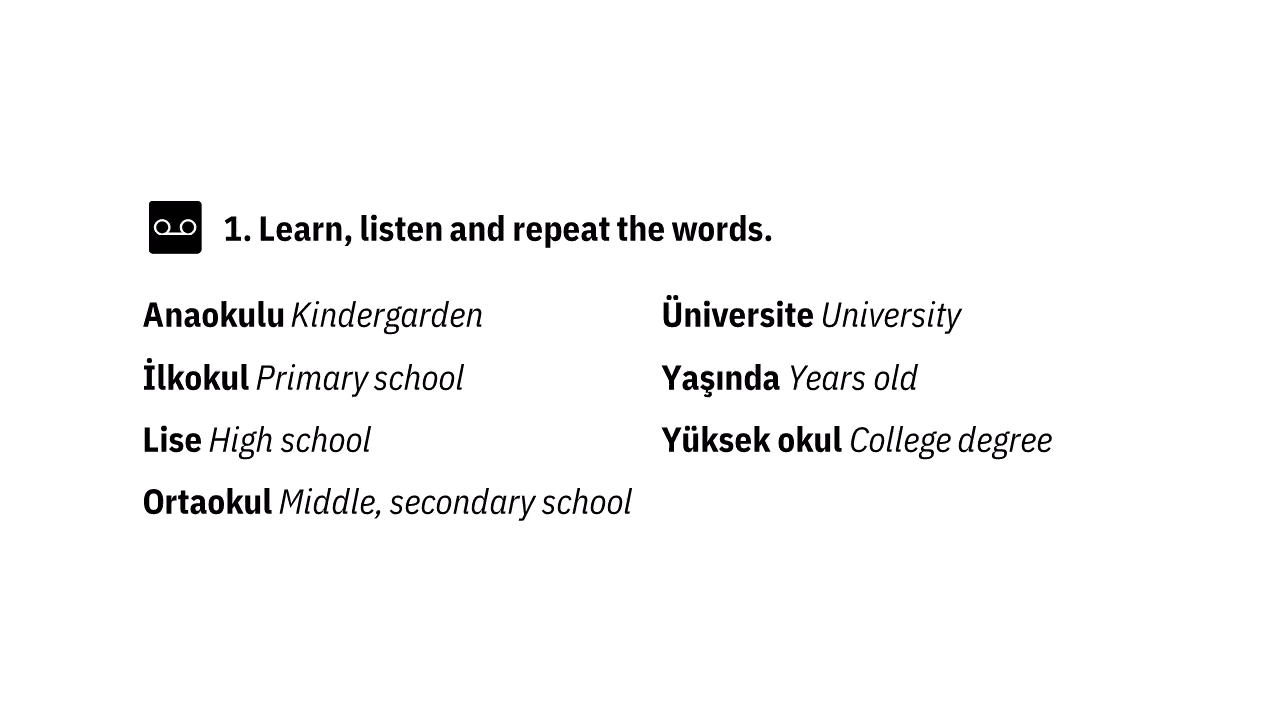 1. Learn, listen and repeat the words.
Anaokulu Kindergarden
İlkokul Primary school
Lise High school
Ortaokul Middle, secondary school
Üniversite University
Yaşında Years old
Yüksek okul College degree